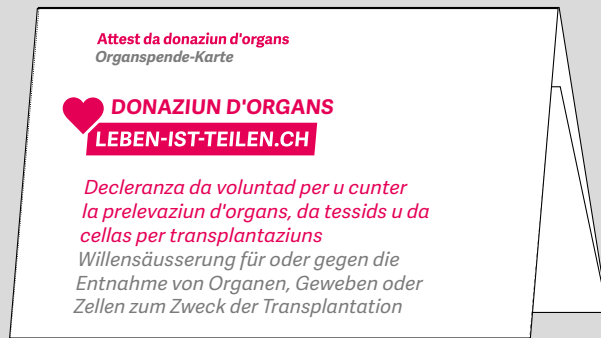 Attest da donaziun d'organs
Organspende-Karte
DONAZIUN D'ORGANS
LEBEN-IST-TEILEN.CH
Decleranza da voluntad per u cunter
la prelevaziun d'organs, da tessids u da
cellas per transplantaziuns
Willensäusserung für oder gegen die
Entnahme von Organen, Geweben oder
Zellen zum Zweck der Transplantation